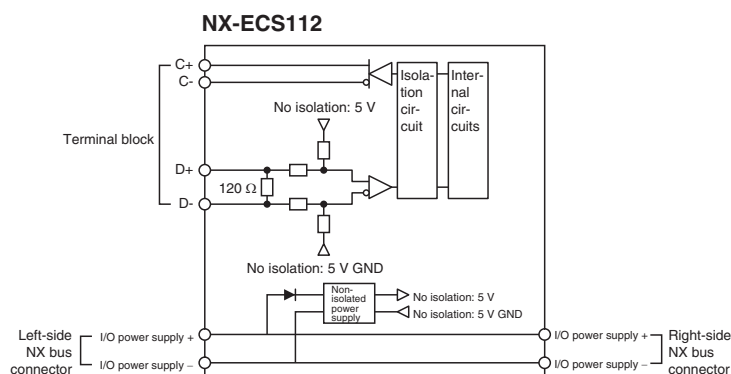 NX-ECS112
C+
C-
Isola-
tion
cir-
cuit
Inter-
nal
cir-
cuits
No isolation: 5 V
Terminal block
D+
120 Ω
D-
No isolation: 5 V GND
Non-
isolated
power
supply
No isolation: 5 V
No isolation: 5 V GND
Left-side
NX bus
connector
I/O power supply +
I/O power supply –
I/O power supply +
I/O power supply –
Right-side
NX bus
connector